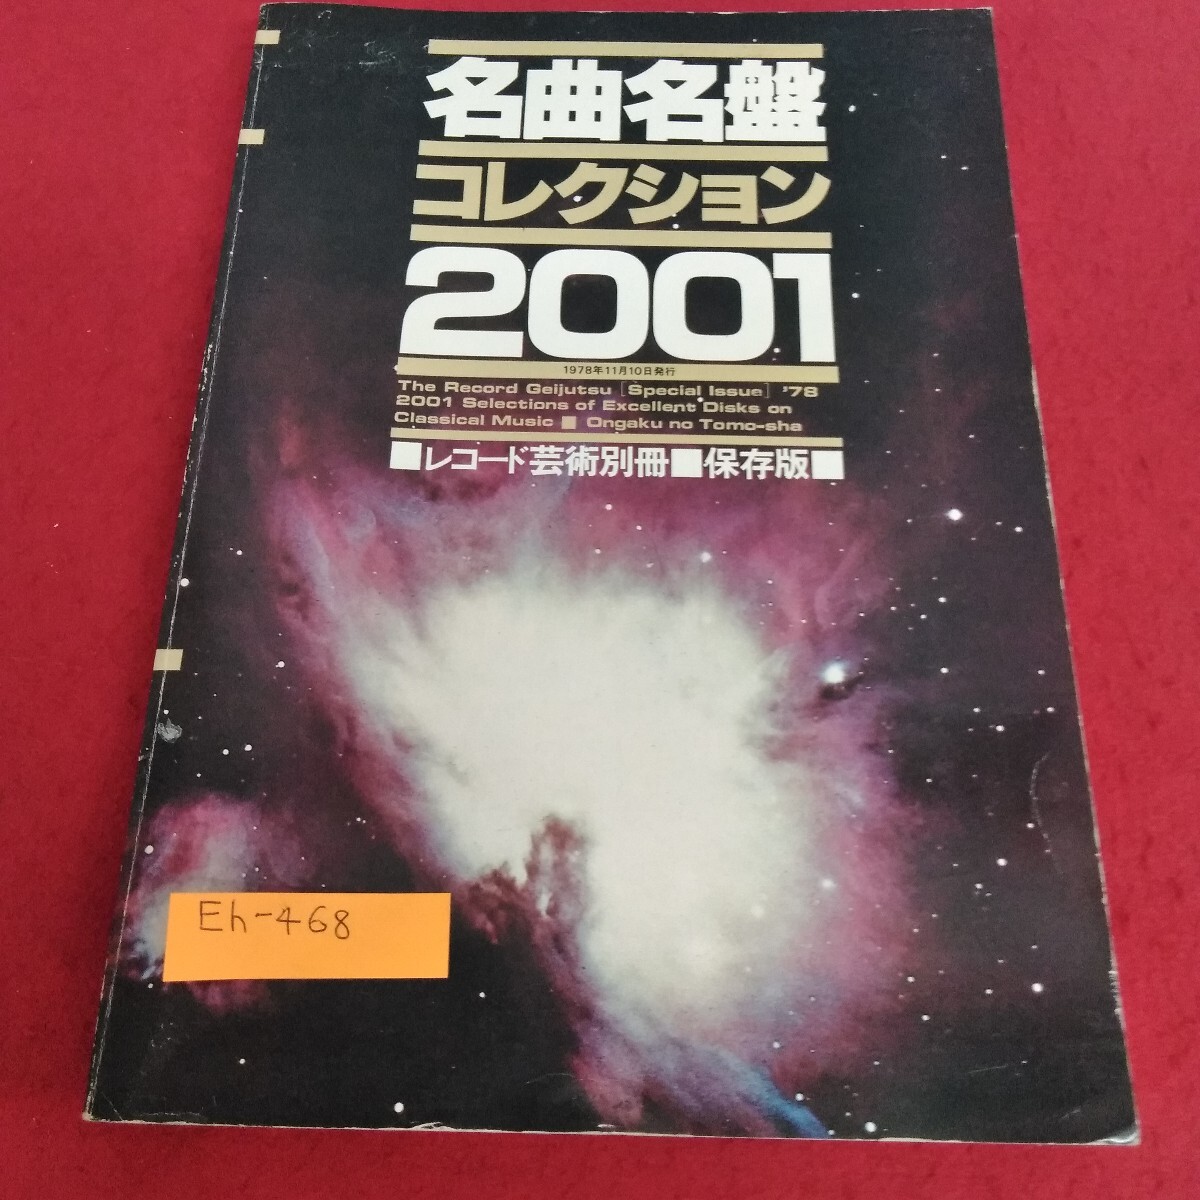 名曲名盤
コレクション
2001
1978年11月10日発行
The Record Geijutsu [Special Issue] '78
2001 Selections of Excellent Disks on
Classical Music ■ Ongaku no Tomo-sha
■レコード芸術別冊■保存版■
Eh-468